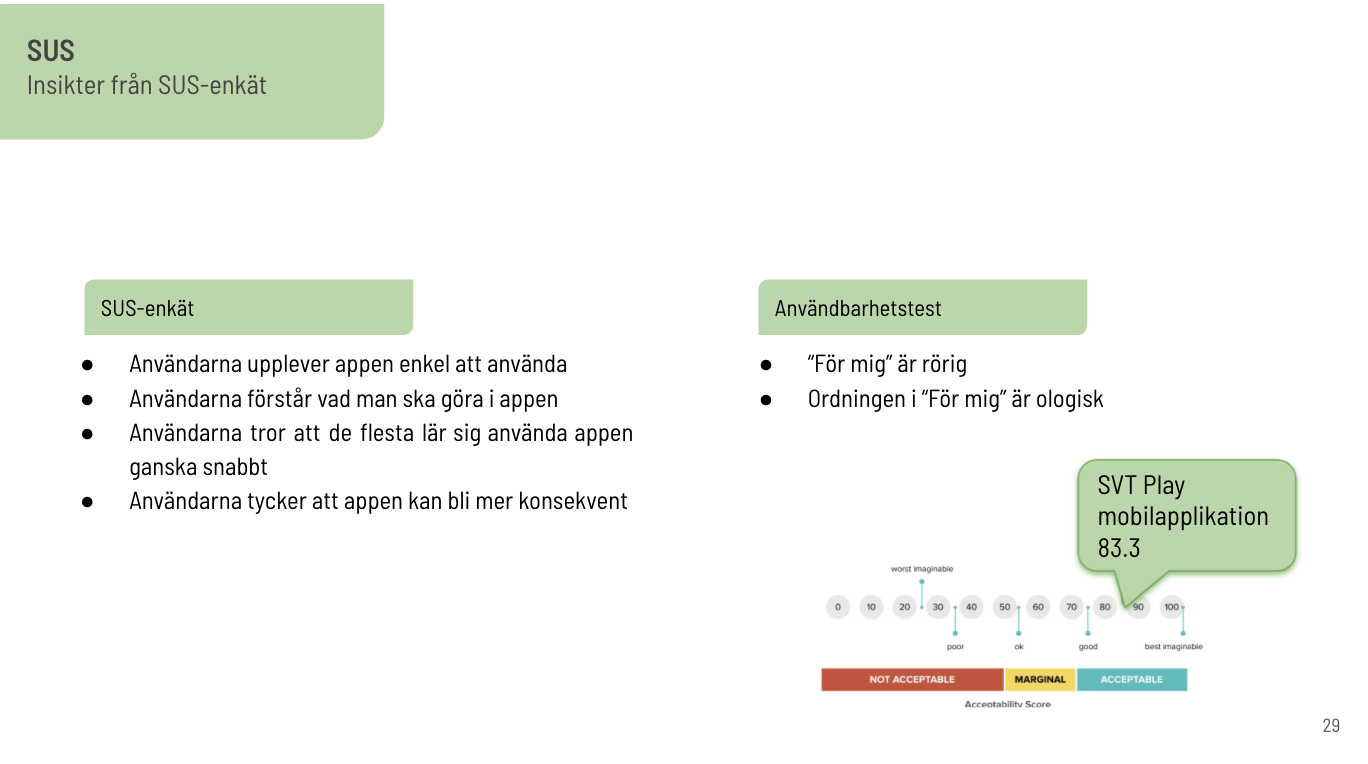 SUS
Insikter från SUS-enkät
SUS-enkät
● Användarna upplever appen enkel att använda
● Användarna förstår vad man ska göra i appen
● Användarna tror att de flesta lär sig använda appen
ganska snabbt
● Användarna tycker att appen kan bli mer konsekvent
Användbarhetstest
● “För mig” är rörig
● Ordningen i “För mig” är ologisk
SVT Play
mobilapplikation
83.3
worst imaginable
0 10 20 30 40 50 60 70 80 90 100
poor ok good best imaginable
NOT ACCEPTABLE MARGINAL ACCEPTABLE
Acceptability Score
29